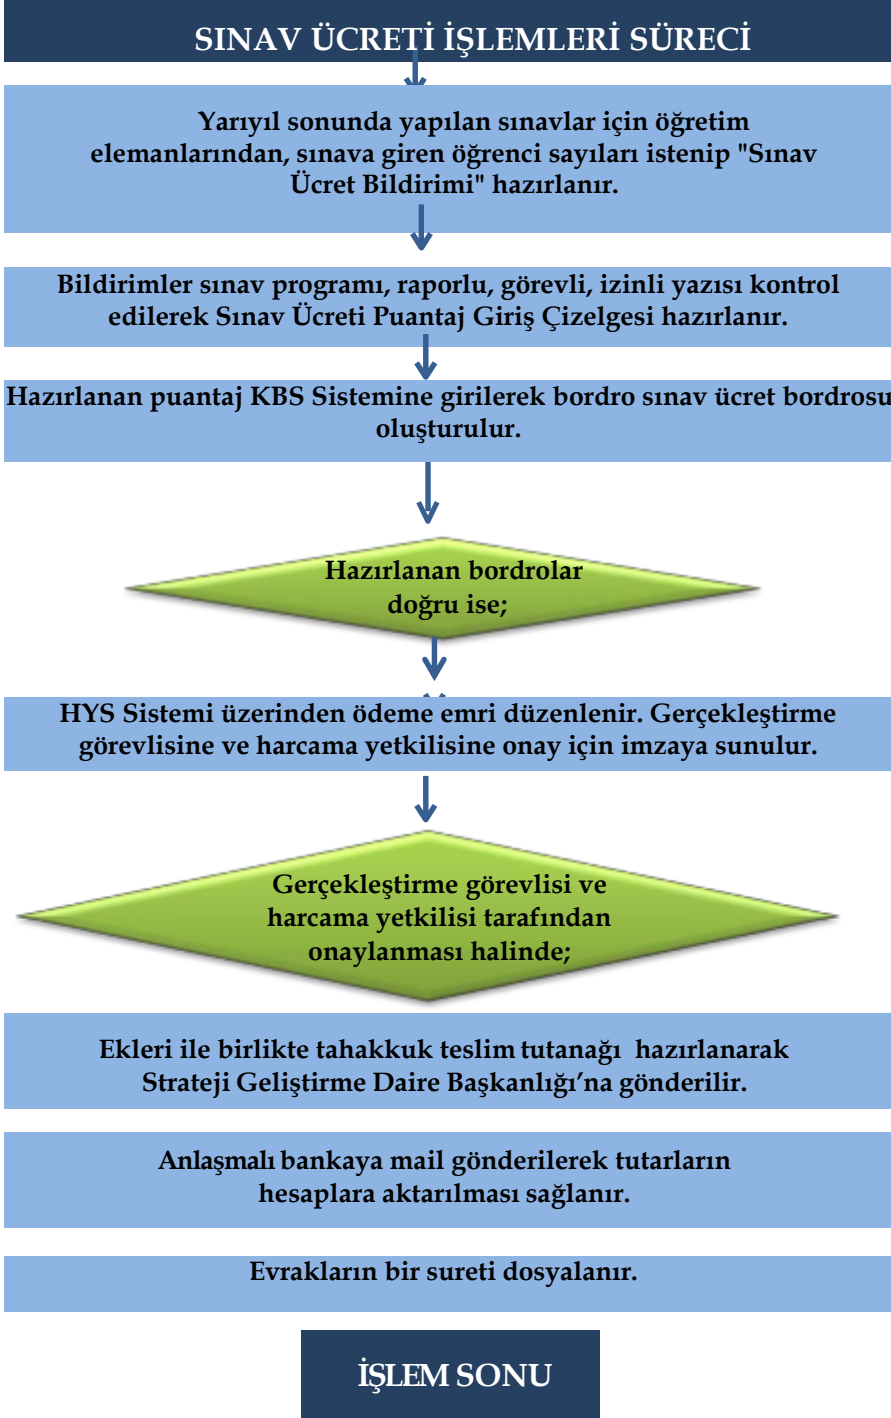 SINAV ÜCRETİ İŞLEMLERİ SÜRECİ
Yarıyıl sonunda yapılan sınavlar için öğretim
elemanlarından, sınava giren öğrenci sayıları istenip "Sınav
Ücret Bildirimi" hazırlanır.
Bildirimler sınav programı, raporlu, görevli, izinli yazısı kontrol
edilerek Sınav Ücreti Puantaj Giriş Çizelgesi hazırlanır.
Hazırlanan puantaj KBS Sistemine girilerek bordro sınav ücret bordrosu
oluşturulur.
Hazırlanan bordrolar
doğru ise;
HYS Sistemi üzerinden ödeme emri düzenlenir. Gerçekleştirme
görevlisine ve harcama yetkilisine onay için imzaya sunulur.
Gerçekleştirme görevlisi ve
harcama yetkilisi tarafından
onaylanması halinde;
Ekleri ile birlikte tahakkuk teslim tutanağı hazırlanarak
Strateji Geliştirme Daire Başkanlığı’na gönderilir.
Anlaşmalı bankaya mail gönderilerek tutarların
hesaplara aktarılması sağlanır.
Evrakların bir sureti dosyalanır.
İŞLEM SONU